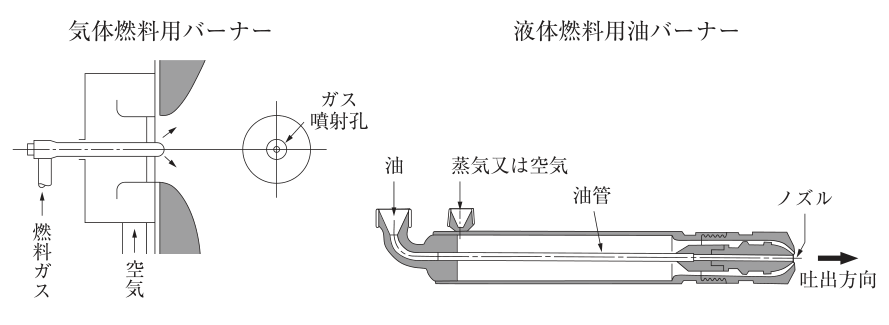 気体燃料用バーナー
液体燃料用油バーナー
ガス
噴射孔
燃料ガス
空気
油
蒸気又は空気
油管
ノズル
吐出方向